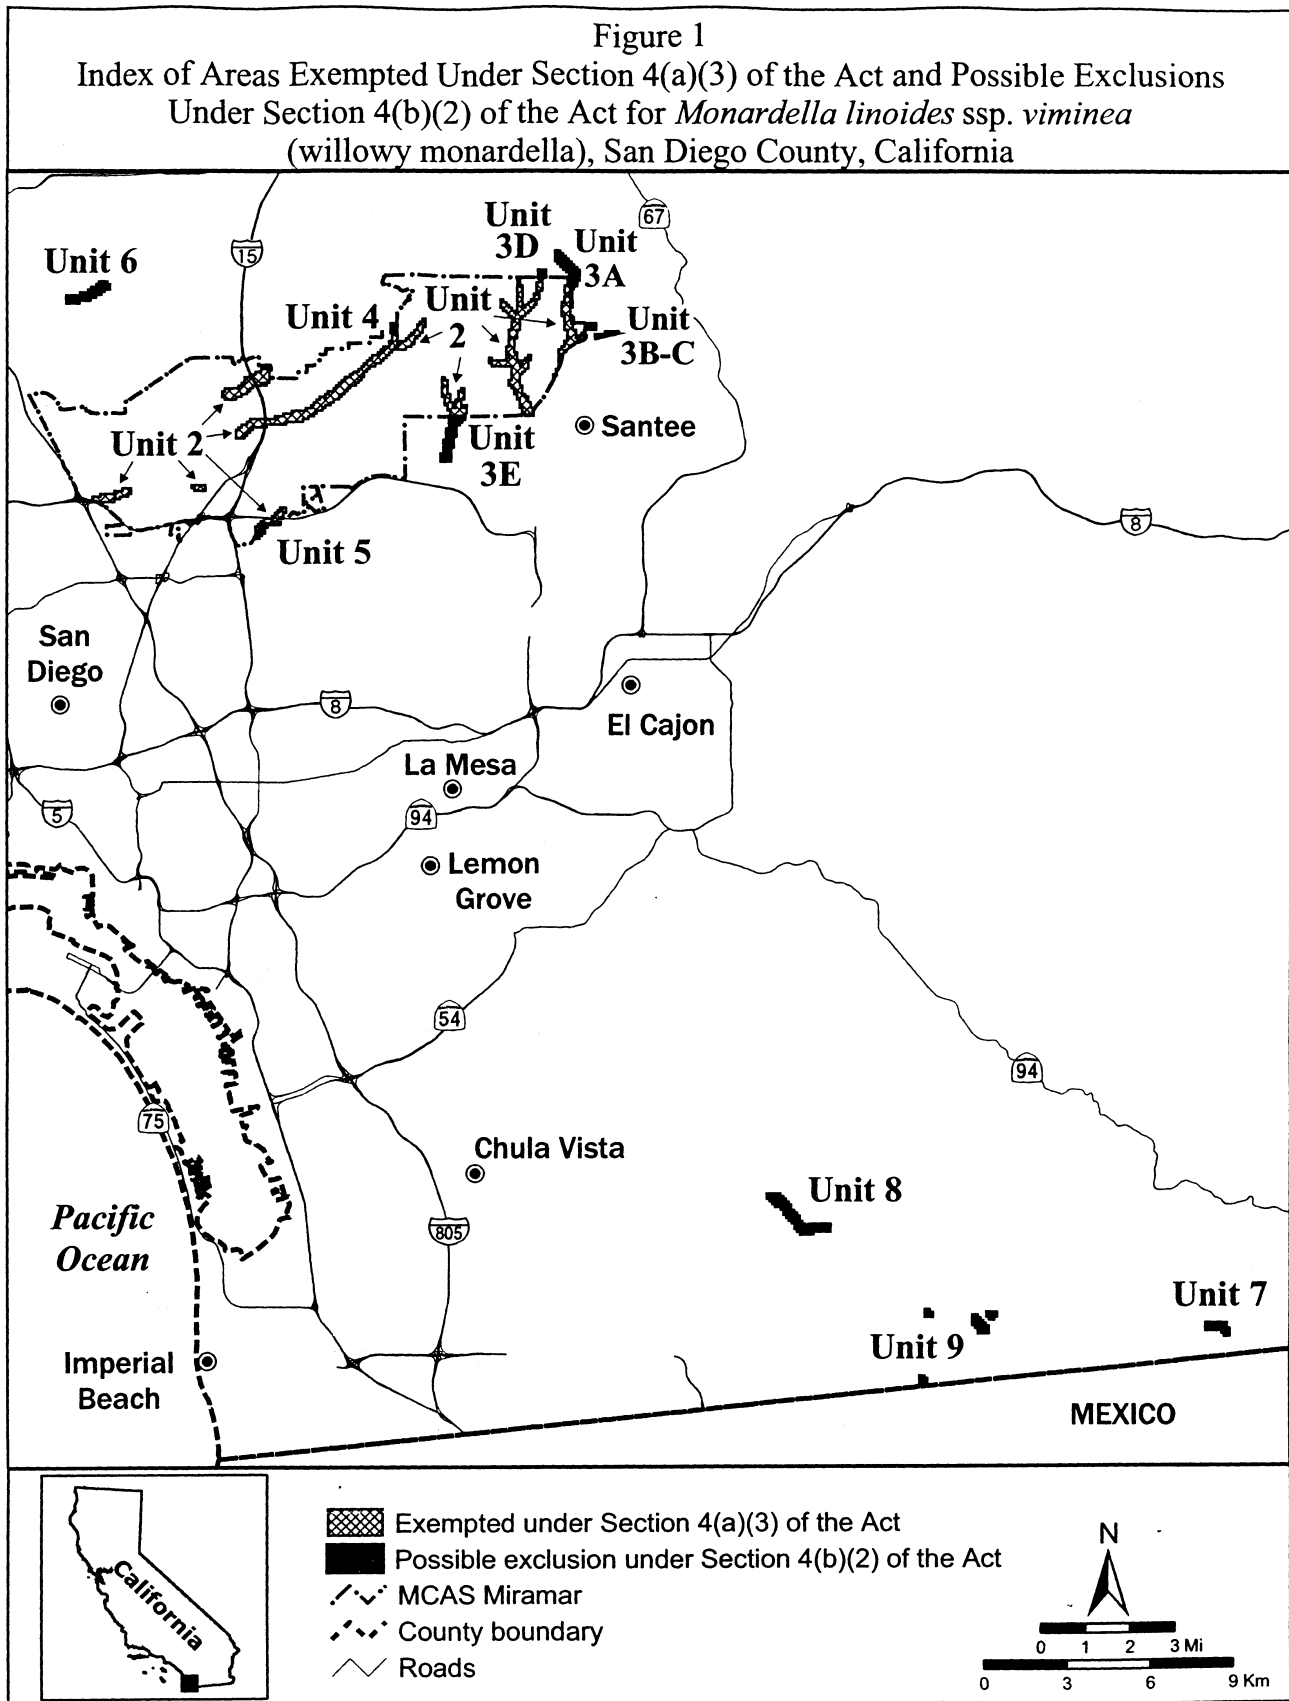 Figure 1
Index of Areas Exempted Under Section 4(a)(3) of the Act and Possible Exclusions
Under Section 4(b)(2) of the Act for Monardella linoides ssp. viminea
(willowy monardella), San Diego County, California
Unit
3D
67
Unit
3A
15
Unit 6
Unit
2
Unit 4
Unit
3B-C
Santee
Unit 2
Unit
3E
8
Unit 5
San
Diego
8
El Cajon
La Mesa
5
94
Lemon
Grove
54
94
75
Chula Vista
Pacific
Ocean
805
Unit 8
Unit 7
Unit 9
Imperial
Beach
MEXICO
California
Exempted under Section 4(a)(3) of the Act
Possible exclusion under Section 4(b)(2) of the Act
MCAS Miramar
County boundary
Roads
N
0 1 2 3 Mi
0 3 6 9 Km